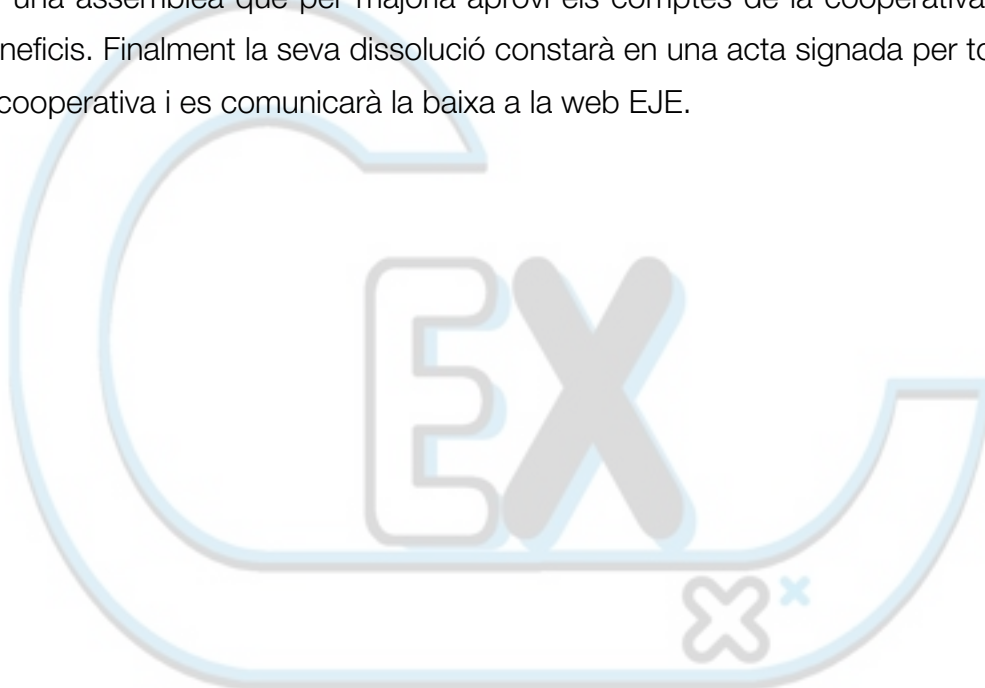 una assemblea que per majoria aprovi els comptes de la cooperativa
neficis. Finalment la seva dissolució constarà en una acta signada per to
cooperativa i es comunicarà la baixa a la web EJE.
EX